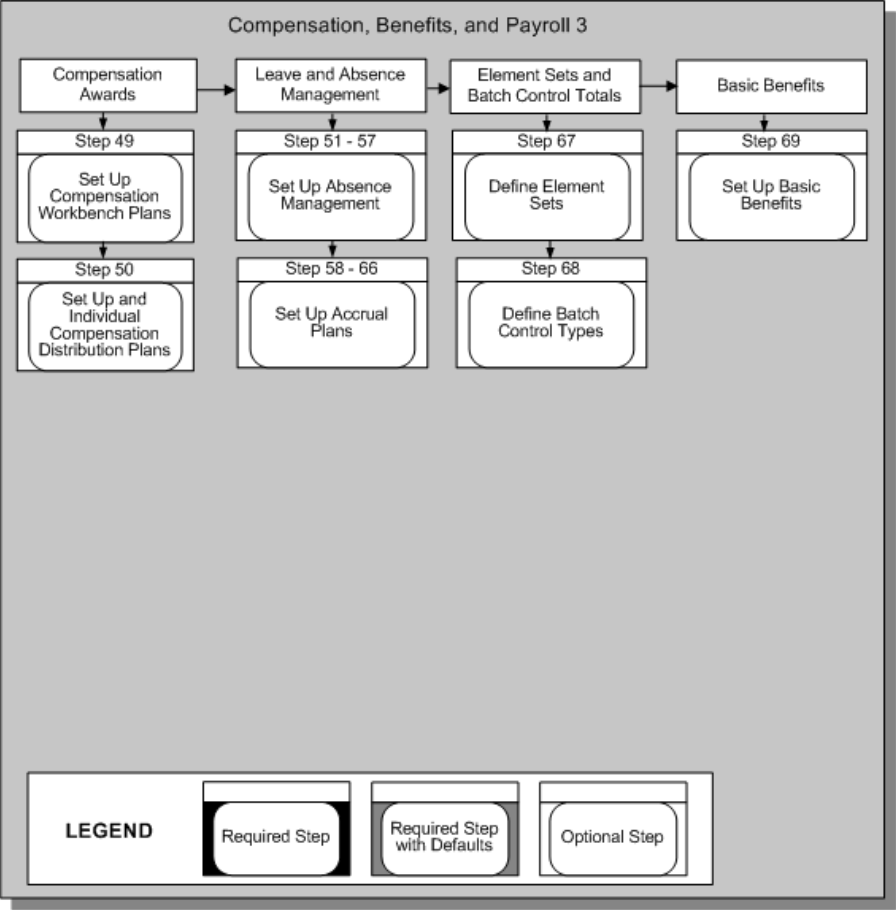 Compensation, Benefits, and Payroll 3
Compensation
Awards
Leave and Absence
Management
Element Sets and
Batch Control Totals
Basic Benefits
Step 49
Set Up
Compensation
Workbench Plans
Step 51 - 57
Set Up Absence
Management
Step 67
Define Element
Sets
Step 69
Set Up Basic
Benefits
Step 50
Set Up and
Individual
Compensation
Distribution Plans
Step 58 - 66
Set Up Accrual
Plans
Step 68
Define Batch
Control Types
LEGEND
Required Step
Required Step
with Defaults
Optional Step